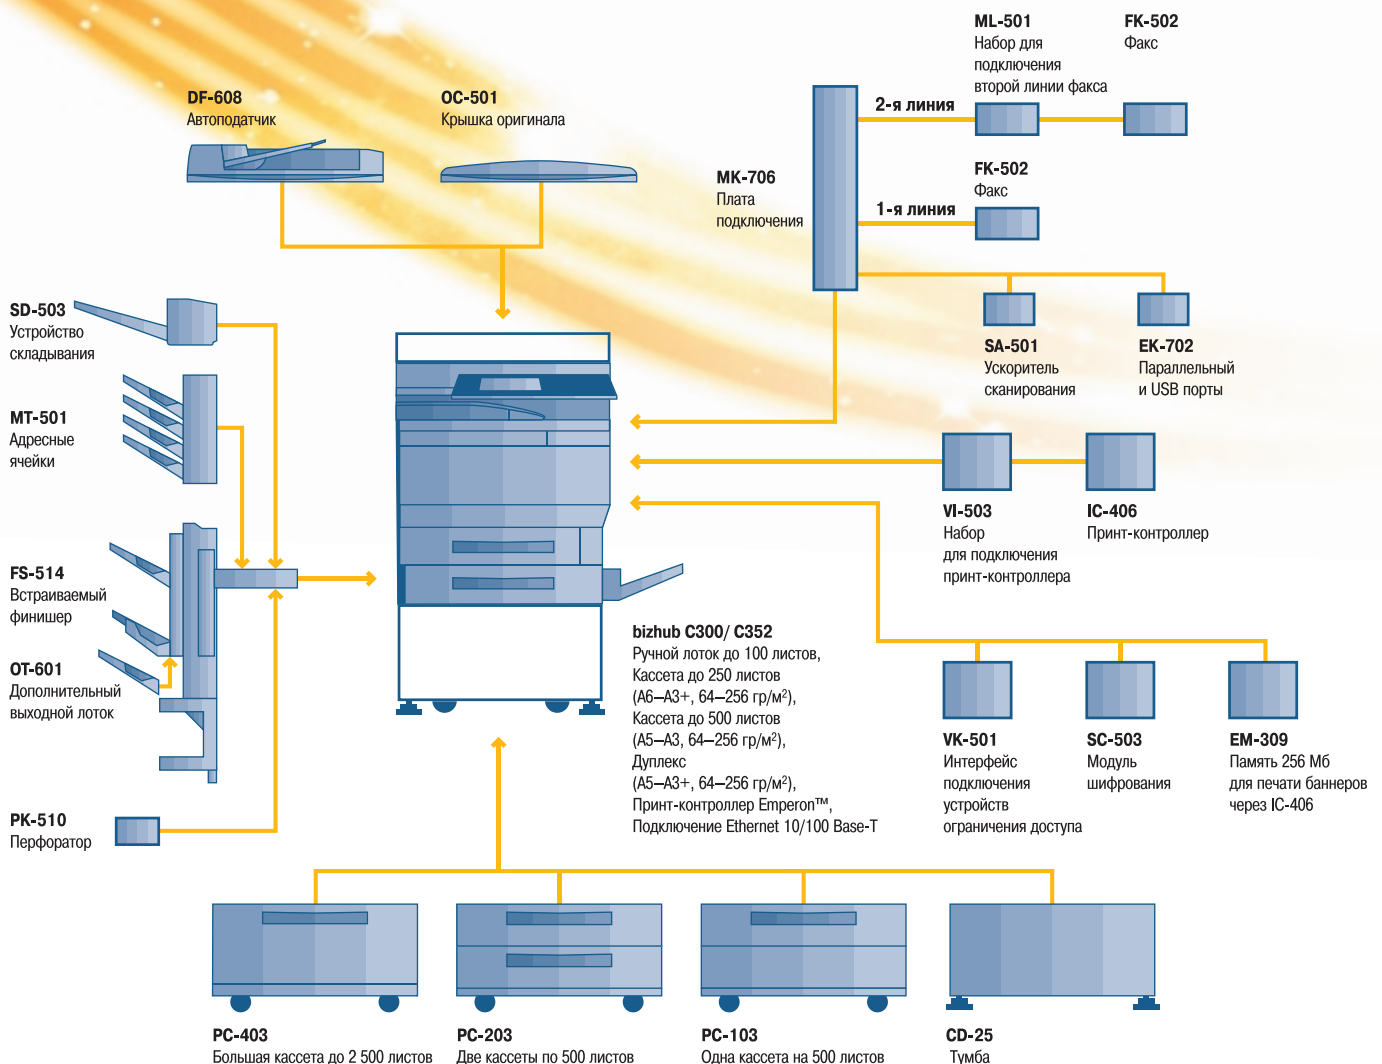 ML-501
Набор для
подключения
второй линии факса
FK-502
Факс
DF-608
Автоподатчик
OC-501
Крышка оригинала
2-я линия
MK-706
Плата
подключения
FK-502
Факс
1-я линия
SD-503
Устройство
складывания
SA-501
Ускоритель
сканирования
EK-702
Параллельный
и USB порты
MT-501
Адресные
ячейки
VI-503
Набор
для подключения
принт-контроллера
IC-406
Принт-контроллер
FS-514
Встраиваемый
финишер
OT-601
Дополнительный
выходной лоток
bizhub C300/ C352
Ручной лоток до 100 листов,
Кассета до 250 листов
(А6–А3+, 64–256 гр/м²),
Кассета до 500 листов
(А5–А3, 64–256 гр/м²),
Дуплекс
(А5–А3+, 64–256 гр/м²),
Принт-контроллер Emperon™,
Подключение Ethernet 10/100 Base-T
VK-501
Интерфейс
подключения
устройств
ограничения доступа
SC-503
Модуль
шифрования
EM-309
Память 256 Мб
для печати баннеров
через IC-406
PK-510
Перфоратор
PC-403
Большая кассета до 2 500 листов
PC-203
Две кассеты по 500 листов
PC-103
Одна кассета на 500 листов
CD-25
Тумба